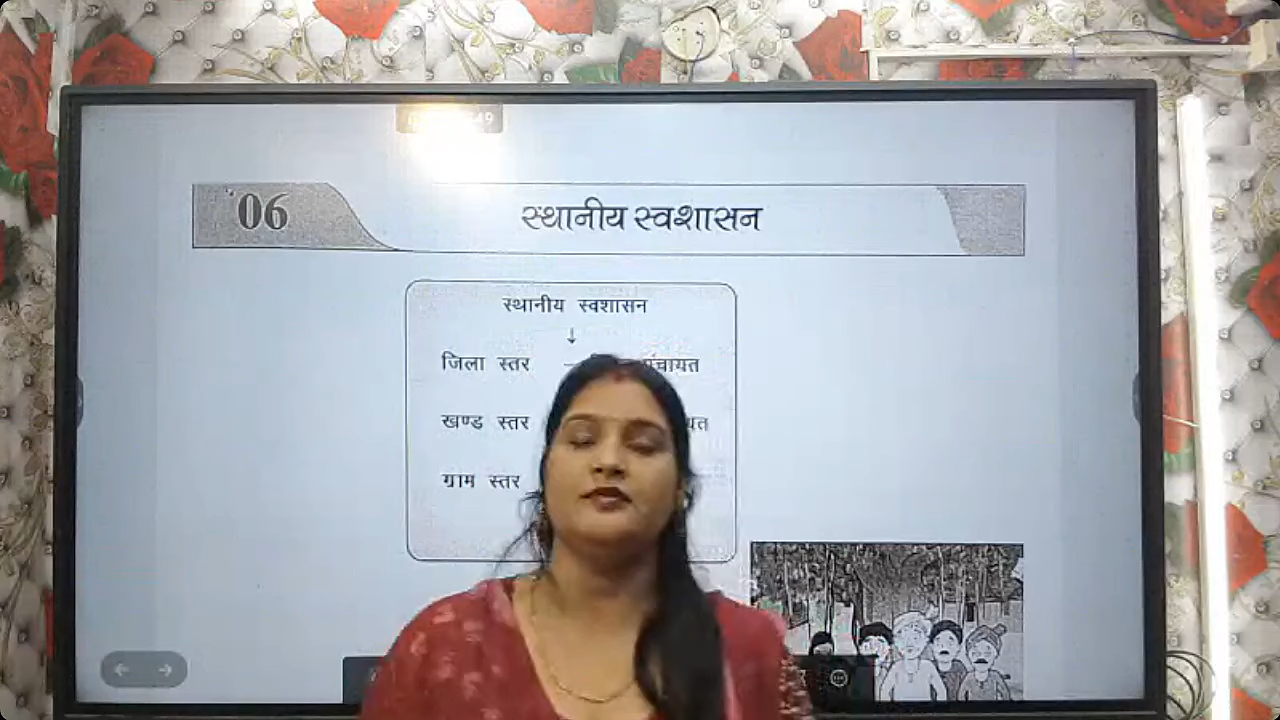 06
स्थानीय स्वशासन
स्थानीय स्वशासन
↓
जिला स्तर
खण्ड स्तर
ग्राम स्तर